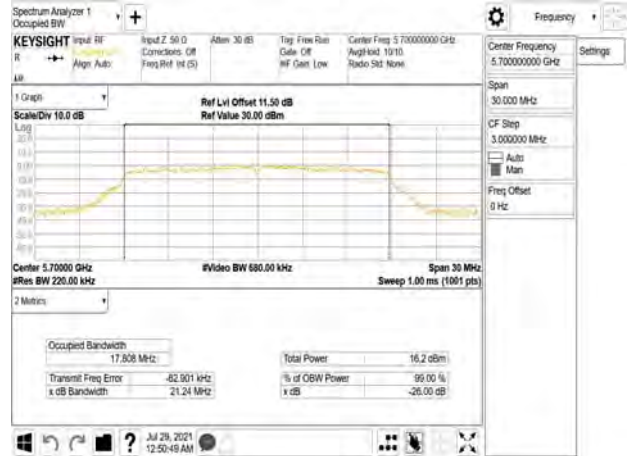 Spectrum Analyzer 1
Occupied BW
Frequency
KEYSIGHT
Input: RF
Input Z: 50 Ω
Atten: 30 dB
Trig: Free Run
Center Freq: 5.700000000 GHz
R
Corrections: Off
Gate: Off
Avg|Hold: 10/10
Align: Auto
Freq Ref: Int (S)
#IF Gain: Low
Radio Std: None
Center Frequency
5.700000000 GHz
Settings
Span
30.000 MHz
CF Step
3.000000 MHz
Auto
Man
Freq Offset
0 Hz
1 Graph
Ref Lvl Offset 11.50 dB
Scale/Div 10.0 dB
Ref Value 30.00 dBm
Log
Center 5.70000 GHz
#Video BW 680.00 kHz
Span 30 MHz
#Res BW 220.00 kHz
Sweep 1.00 ms (1001 pts)
2 Metrics
Occupied Bandwidth
17.808 MHz
Total Power
16.2 dBm
Transmit Freq Error
-82.901 kHz
% of OBW Power
99.00 %
x dB Bandwidth
21.24 MHz
x dB
-26.00 dB
?
Jul 29, 2021
12:50:49 AM